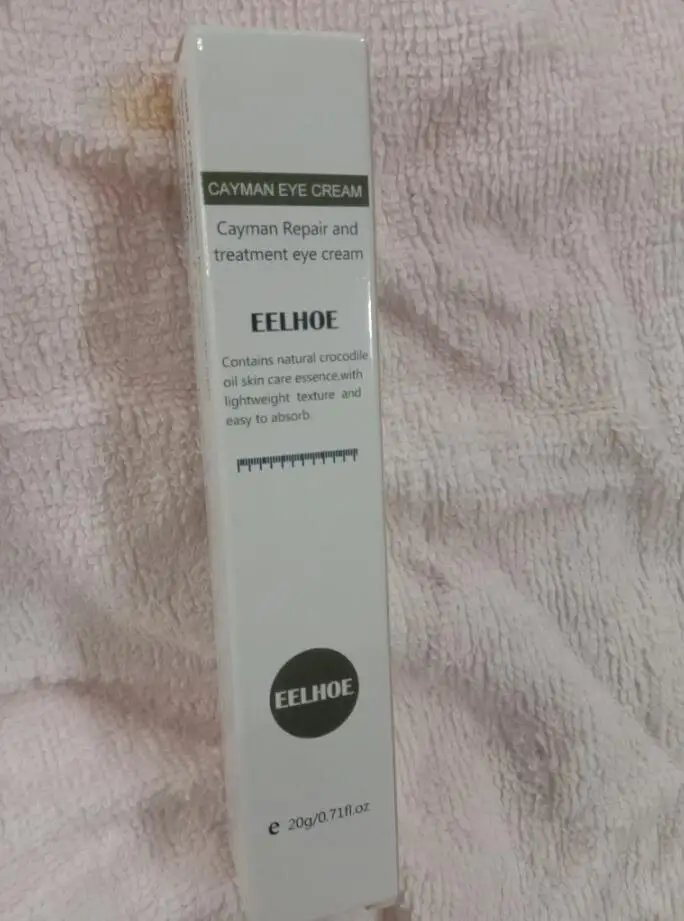 CAYMAN EYE CREAM
Cayman Repair and
treatment eye cream
EELHOE
Contains natural crocodile
oil skin care essence,with
lightweight texture and
easy to absorb.
EELHOE
e 20g/0.71fl.oz